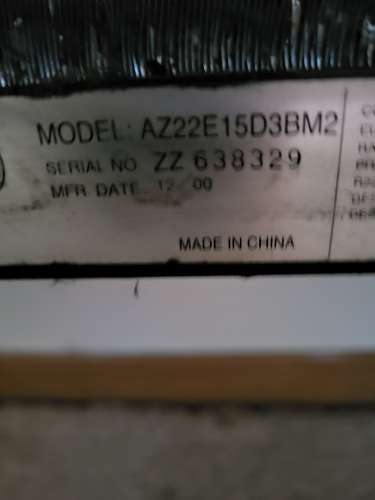 MODEL: AZ22E15D3BM2
SERIAL NO ZZ 638329
MFR DATE 12 00
MADE IN CHINA